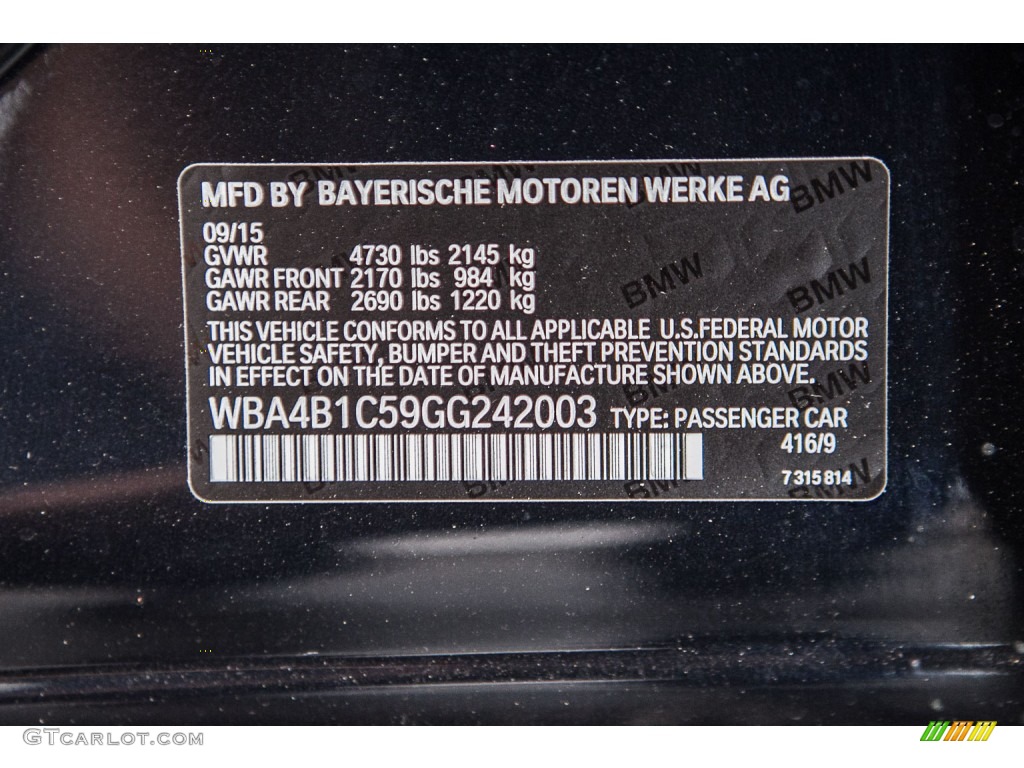 MFD BY BAYERISCHE MOTOREN WERKE AG
09/15
GVWR 4730 lbs 2145 kg
GAWR FRONT 2170 lbs 984 kg
GAWR REAR 2690 lbs 1220 kg
THIS VEHICLE CONFORMS TO ALL APPLICABLE U.S.FEDERAL MOTOR
VEHICLE SAFETY, BUMPER AND THEFT PREVENTION STANDARDS
IN EFFECT ON THE DATE OF MANUFACTURE SHOWN ABOVE.
WBA4B1C59GG242003 TYPE: PASSENGER CAR
416/9
7 315 814
BMW
BMW
BMW
BMW
BMW
BMW
GTCARLOT.COM